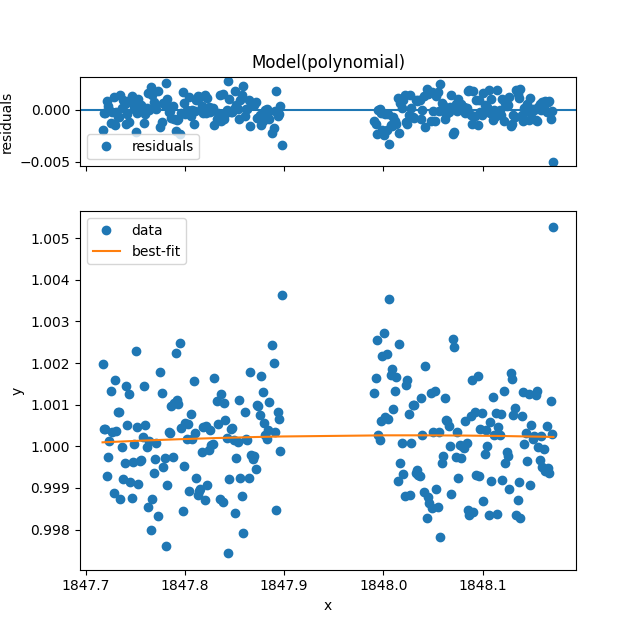 Model(polynomial)
residuals
0.000
−0.005
residuals
y
1.005
1.004
1.003
1.002
1.001
1.000
0.999
0.998
data
best-fit
1847.7
1847.8
1847.9
1848.0
1848.1
x